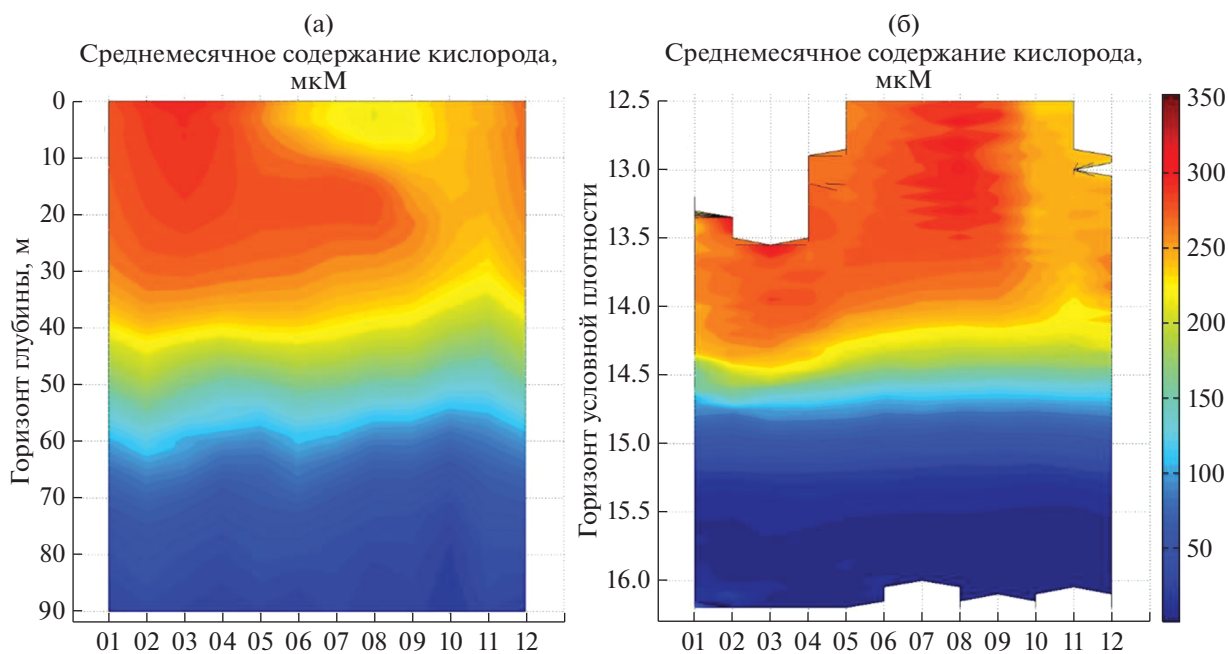 (а)
Среднемесячное содержание кислорода,
мкМ
Горизонт глубины, м
0
10
20
30
40
50
60
70
80
90
01 02 03 04 05 06 07 08 09 10 11 12
(б)
Среднемесячное содержание кислорода,
мкМ
Горизонт условной плотности
12.5
13.0
13.5
14.0
14.5
15.0
15.5
16.0
01 02 03 04 05 06 07 08 09 10 11 12
350
300
250
200
150
100
50